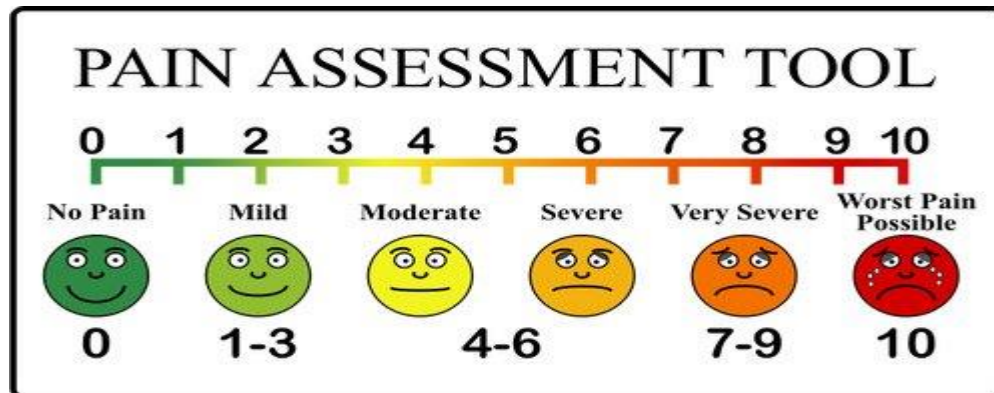 PAIN ASSESSMENT TOOL
0 1 2 3 4 5 6 7 8 9 10
No Pain Mild Moderate Severe Very Severe Worst Pain
Possible
0 1-3 4-6 7-9 10